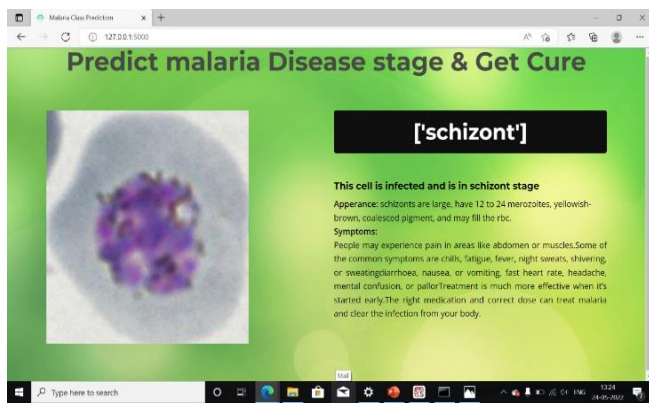 Malaria Class Prediction
127.0.0.1:5000
Predict malaria Disease stage & Get Cure
['schizont']
This cell is infected and is in schizont stage
Apperance: schizonts are large, have 12 to 24 merozoites, yellowish-
brown, coalesced pigment, and may fill the rbc.
Symptoms:
People may experience pain in areas like abdomen or muscles.Some of
the common symptoms are chills, fatigue, fever, night sweats, shivering,
or sweatingdiarrhoea, nausea, or vomiting, fast heart rate, headache,
mental confusion, or pallorTreatment is much more effective when it's
started early.The right medication and correct dose can treat malaria
and clear the infection from your body.
Mail
Type here to search
ENG
13:24
24-05-2022